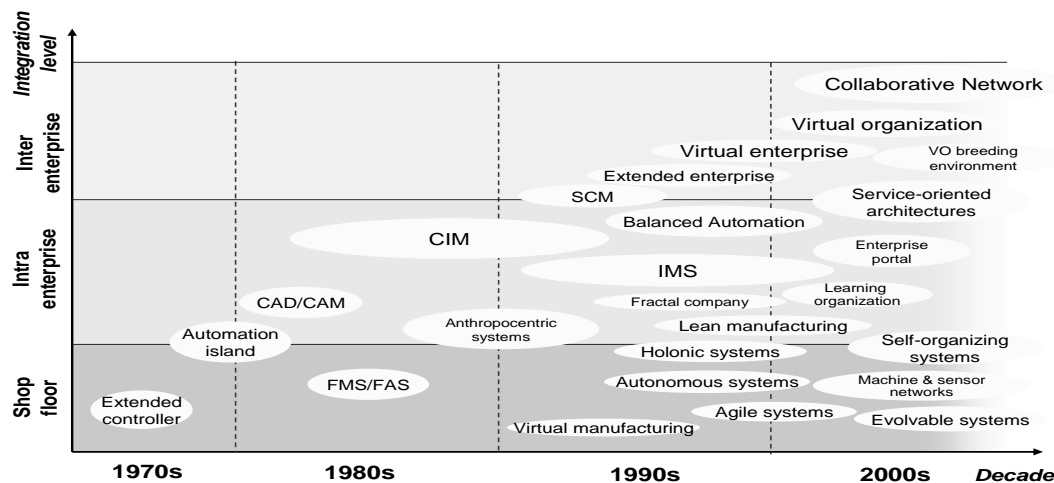 Integration
level
Collaborative Network
Inter
enterprise
Virtual organization
Virtual enterprise
VO breeding
environment
Extended enterprise
SCM
Service-oriented
architectures
Intra
enterprise
Balanced Automation
CIM
Enterprise
portal
IMS
CAD/CAM
Fractal company
Learning
organization
Anthropocentric
systems
Lean manufacturing
Automation
island
Self-organizing
systems
Shop
floor
Holonic systems
FMS/FAS
Autonomous systems
Machine & sensor
networks
Extended
controller
Agile systems
Evolvable systems
Virtual manufacturing
1970s
1980s
1990s
2000s
Decade